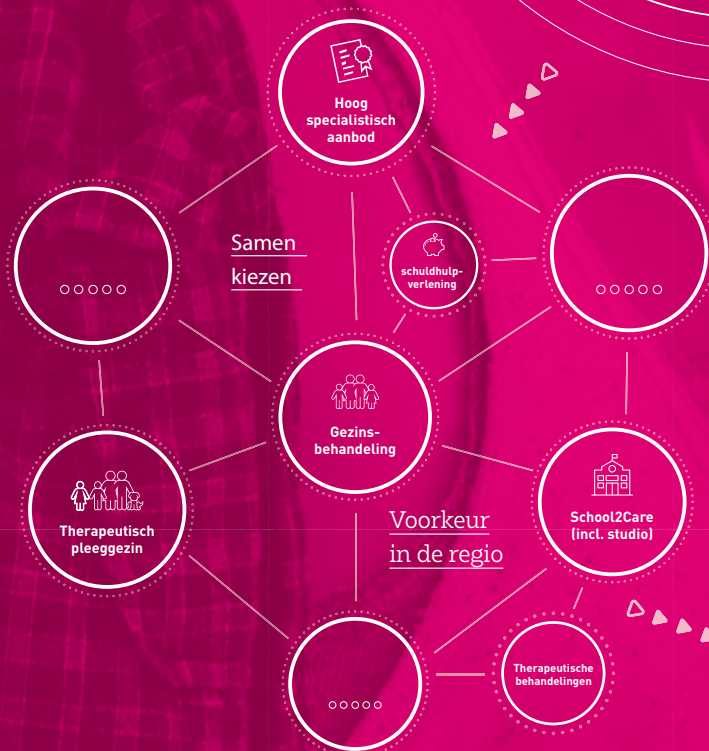 Hoog
specialistisch
aanbod
Samen
kiezen
schuldhulp-
verlening
Gezins-
behandeling
Therapeutisch
pleeggezin
Voorkeur
in de regio
School2Care
(incl. studio)
Therapeutische
behandelingen